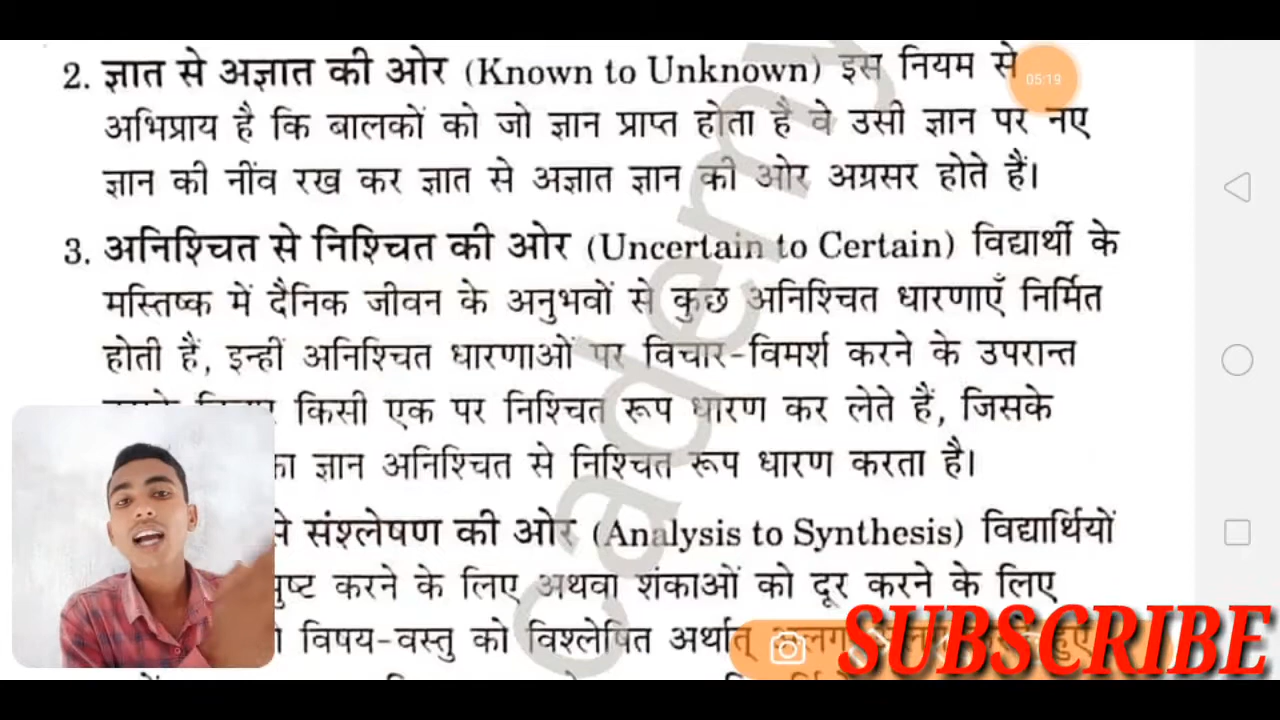 2. ज्ञात से अज्ञात की ओर (Known to Unknown) इस नियम से
05:19
अभिप्राय है कि बालकों को जो ज्ञान प्राप्त होता है वे उसी ज्ञान पर नए
ज्ञान की नींव रख कर ज्ञात से अज्ञात ज्ञान की ओर अग्रसर होते हैं।
3. अनिश्चित से निश्चित की ओर (Uncertain to Certain) विद्यार्थी के
मस्तिष्क में दैनिक जीवन के अनुभवों से कुछ अनिश्चित धारणाएँ निर्मित
होती हैं, इन्हीं अनिश्चित धारणाओं पर विचार-विमर्श करने के उपरान्त
किसी एक पर निश्चित रूप धारण कर लेते हैं, जिसके
ज्ञान अनिश्चित से निश्चित रूप धारण करता है।
से संश्लेषण की ओर (Analysis to Synthesis) विद्यार्थियों
करने के लिए अथवा शंकाओं को दूर करने के लिए
विषय-वस्तु को विश्लेषित अर्थात्
SUBSCRIBE
cademy